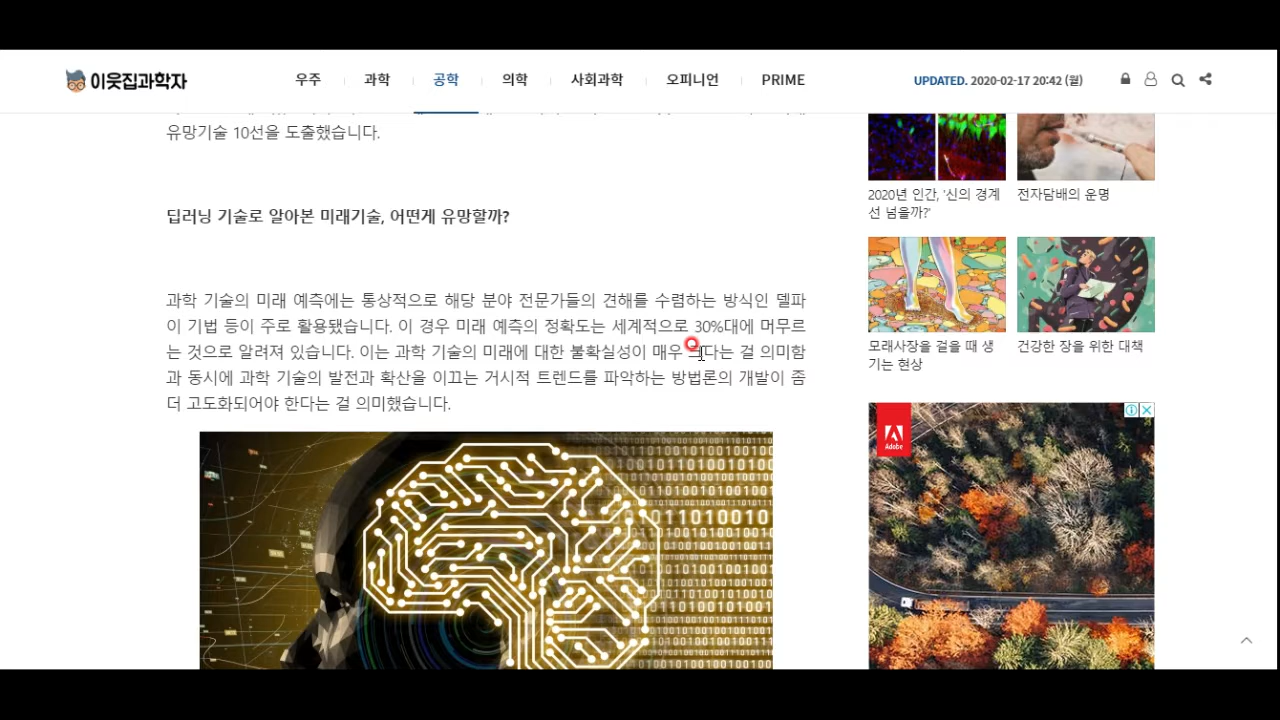 이웃집과학자
우주
과학
공학
의학
사회과학
오피니언
PRIME
UPDATED. 2020-02-17 20:42 (월)
유망기술 10선을 도출했습니다.
딥러닝 기술로 알아본 미래기술, 어떤게 유망할까?
과학 기술의 미래 예측에는 통상적으로 해당 분야 전문가들의 견해를 수렴하는 방식인 델파
이 기법 등이 주로 활용됐습니다. 이 경우 미래 예측의 정확도는 세계적으로 30%대에 머무르
는 것으로 알려져 있습니다. 이는 과학 기술의 미래에 대한 불확실성이 매우 크다는 걸 의미함
과 동시에 과학 기술의 발전과 확산을 이끄는 거시적 트렌드를 파악하는 방법론의 개발이 좀
더 고도화되어야 한다는 걸 의미했습니다.
2020년 인간, '신의 경계
선 넘을까?'
전자담배의 운명
모래사장을 걸을 때 생
기는 현상
건강한 장을 위한 대책
Adobe